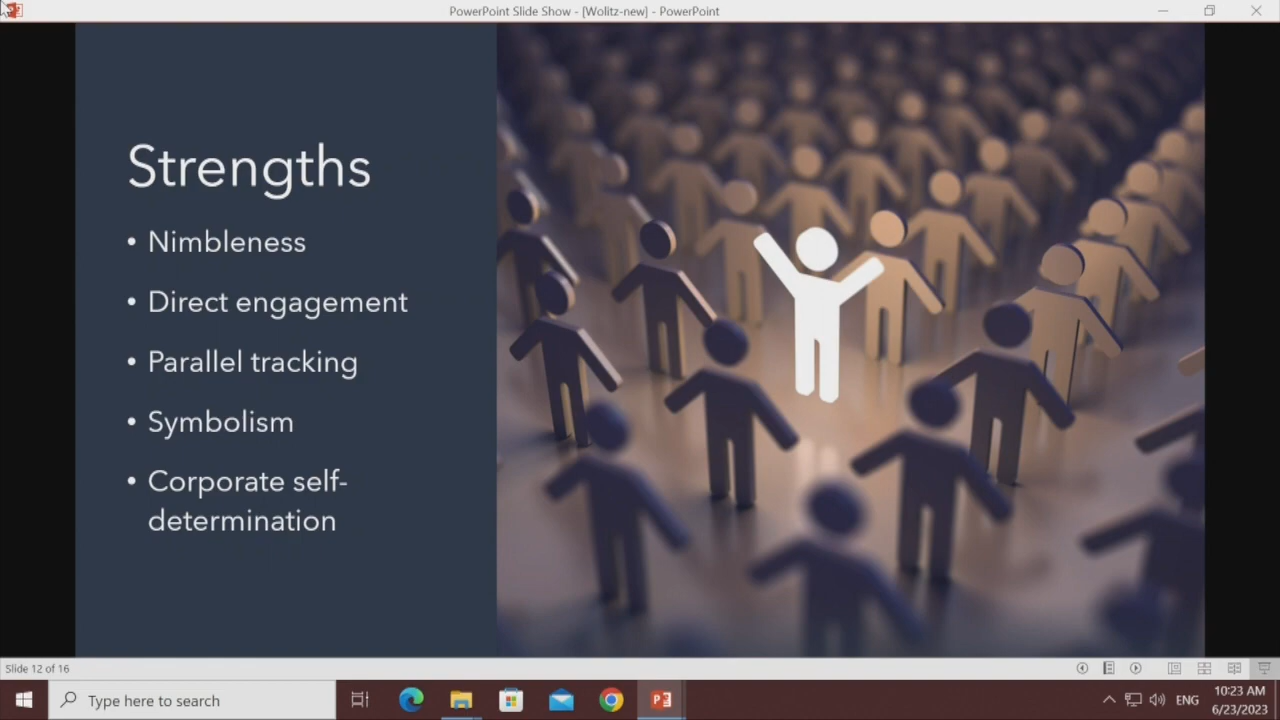 PowerPoint Slide Show - [Wolitz-new] - PowerPoint
Strengths
• Nimbleness
• Direct engagement
• Parallel tracking
• Symbolism
• Corporate self-
determination
Slide 12 of 16
Type here to search
ENG
10:23 AM
6/23/2023